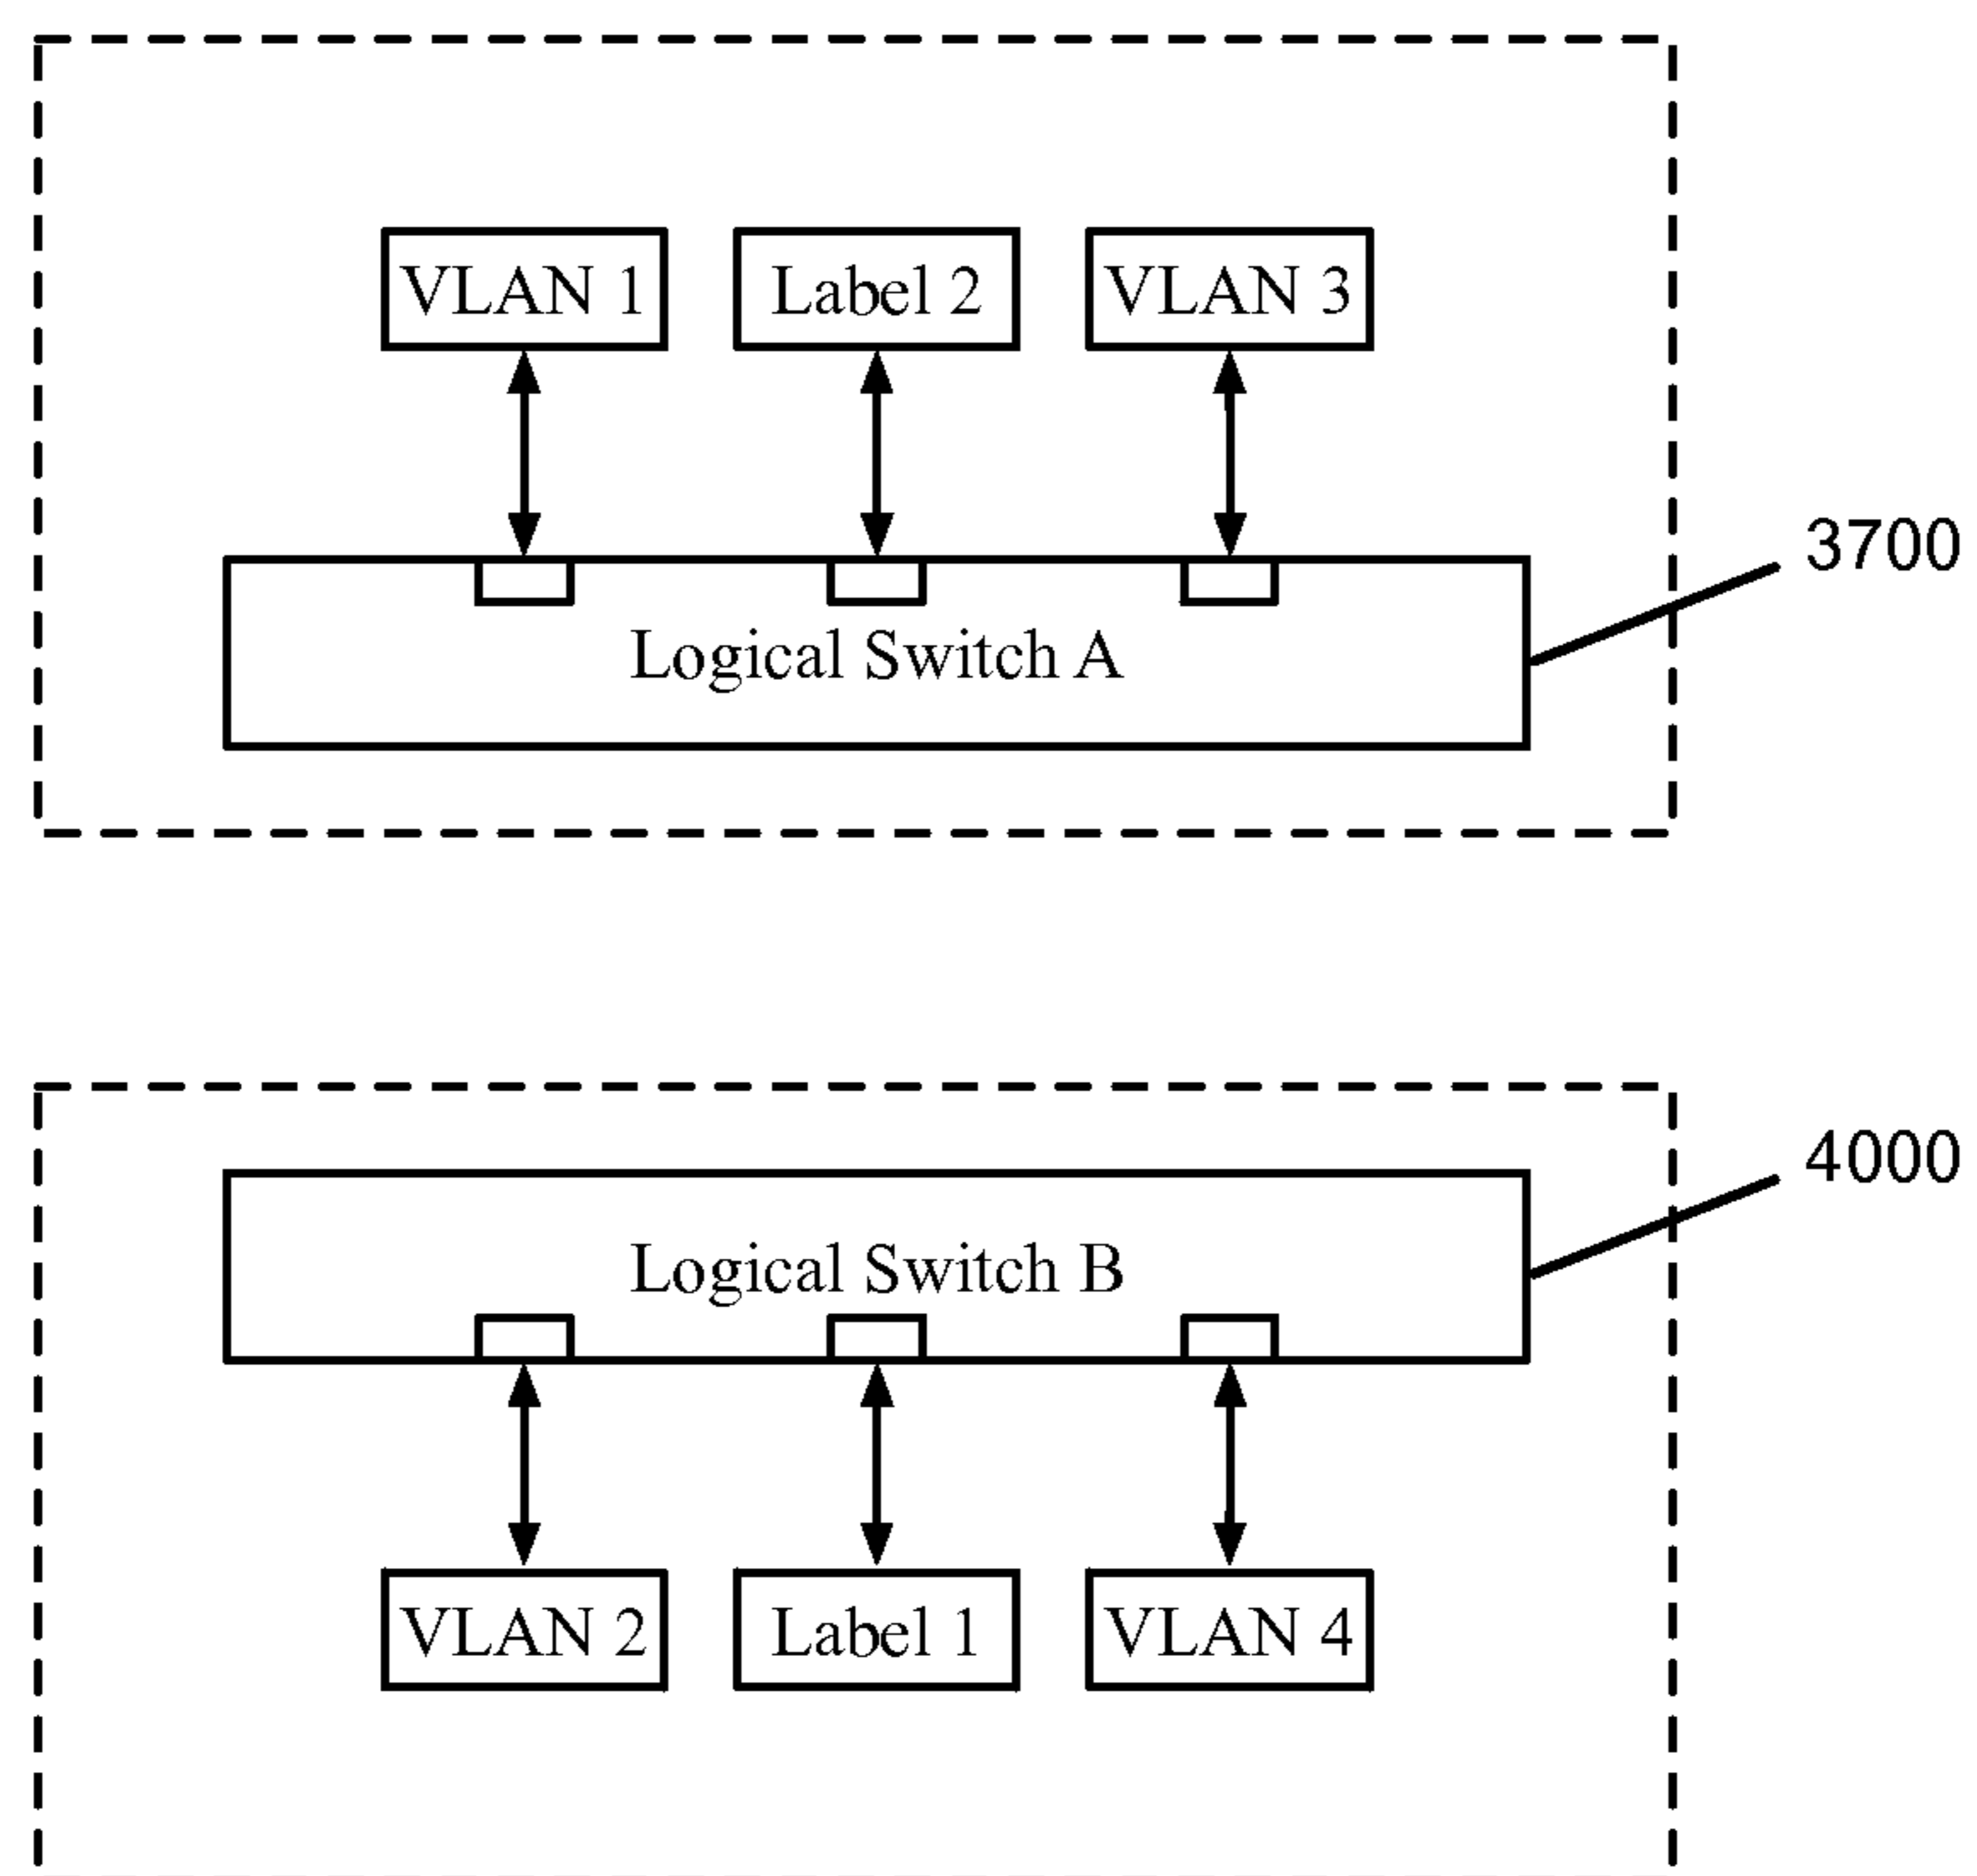 VLAN 1 Label 2 VLAN 3
3700
Logical Switch A
4000
Logical Switch B
VLAN 2 Label 1 VLAN 4